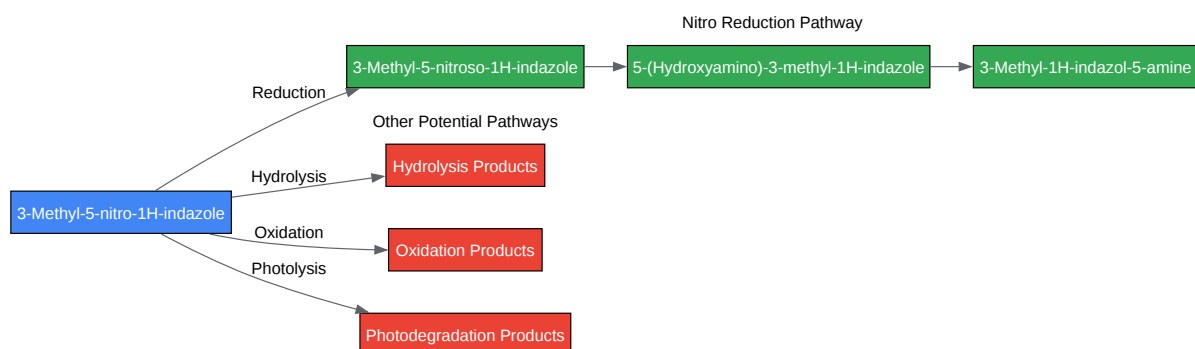 Nitro Reduction Pathway
3-Methyl-5-nitroso-1H-indazole
5-(Hydroxyamino)-3-methyl-1H-indazole
3-Methyl-1H-indazol-5-amine
Reduction
Other Potential Pathways
Hydrolysis Products
Hydrolysis
3-Methyl-5-nitro-1H-indazole
Oxidation
Oxidation Products
Photolysis
Photodegradation Products